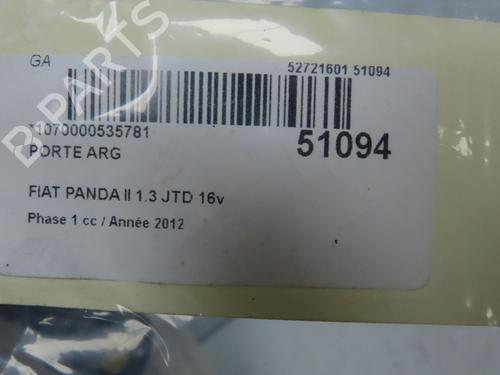 GA
52721601 51094
*1070000535781
51094
PORTE ARG
FIAT PANDA II 1.3 JTD 16v
Phase 1 cc / Année 2012
B PARTS